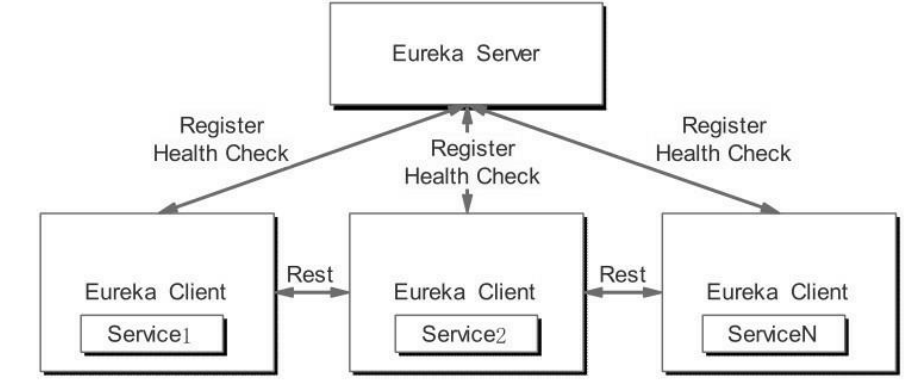 Eureka Server
Register
Health Check
Register
Health Check
Register
Health Check
Eureka Client
Service1
Rest
Eureka Client
Service2
Rest
Eureka Client
ServiceN